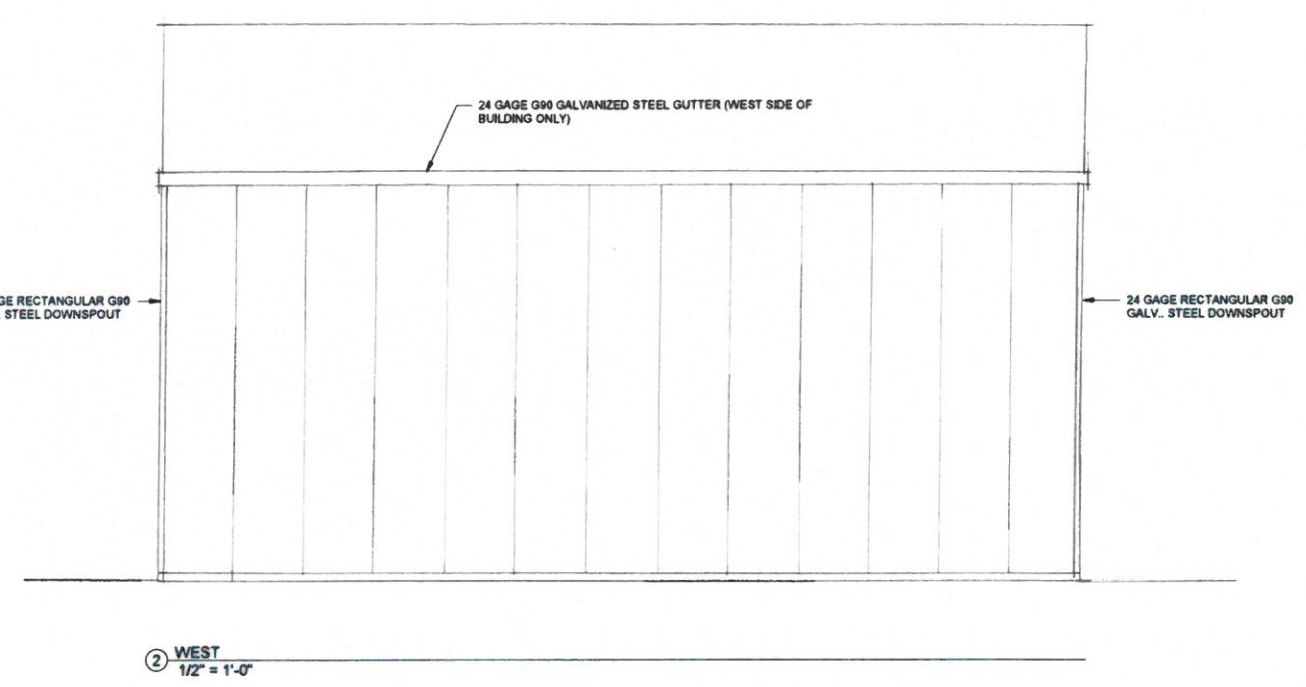 24 GAGE G90 GALVANIZED STEEL GUTTER (WEST SIDE OF
BUILDING ONLY)
GE RECTANGULAR G90
STEEL DOWNSPOUT
24 GAGE RECTANGULAR G90
GALV.. STEEL DOWNSPOUT
2 WEST
1/2" = 1'-0"